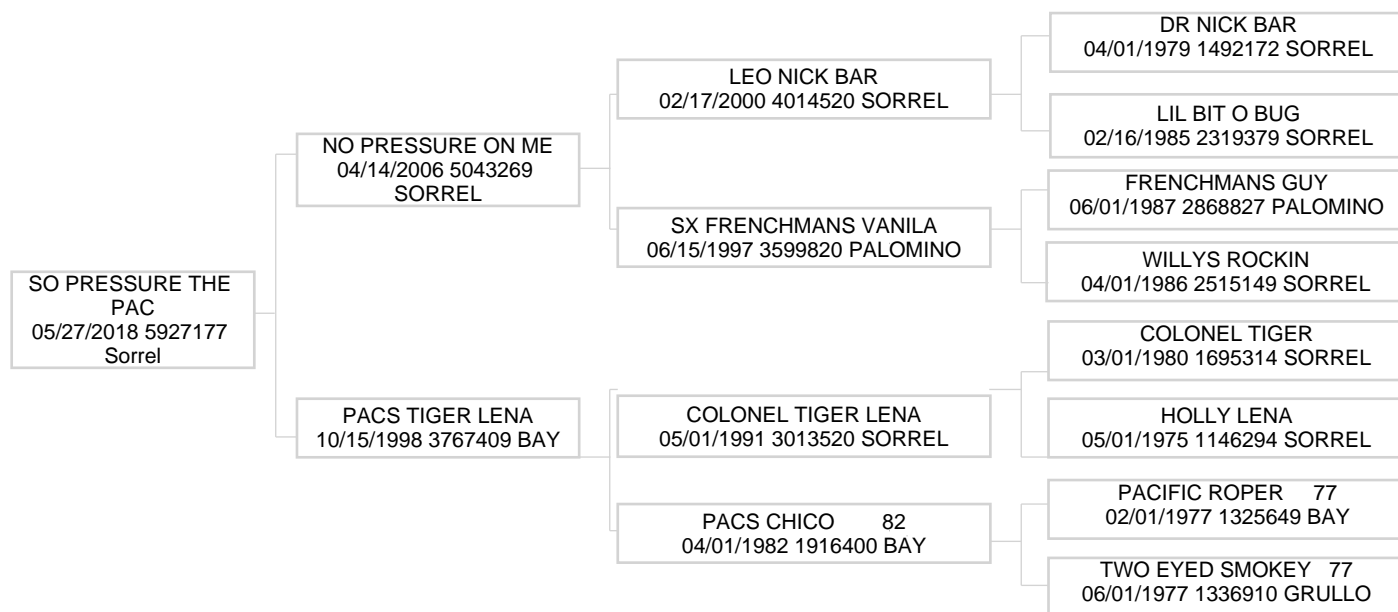 SO PRESSURE THE
PAC
05/27/2018 5927177
Sorrel
NO PRESSURE ON ME
04/14/2006 5043269
SORREL
PACS TIGER LENA
10/15/1998 3767409 BAY
LEO NICK BAR
02/17/2000 4014520 SORREL
SX FRENCHMANS VANILA
06/15/1997 3599820 PALOMINO
COLONEL TIGER LENA
05/01/1991 3013520 SORREL
PACS CHICO 82
04/01/1982 1916400 BAY
DR NICK BAR
04/01/1979 1492172 SORREL
LIL BIT O BUG
02/16/1985 2319379 SORREL
FRENCHMANS GUY
06/01/1987 2868827 PALOMINO
WILLYS ROCKIN
04/01/1986 2515149 SORREL
COLONEL TIGER
03/01/1980 1695314 SORREL
HOLLY LENA
05/01/1975 1146294 SORREL
PACIFIC ROPER 77
02/01/1977 1325649 BAY
TWO EYED SMOKEY 77
06/01/1977 1336910 GRULLO